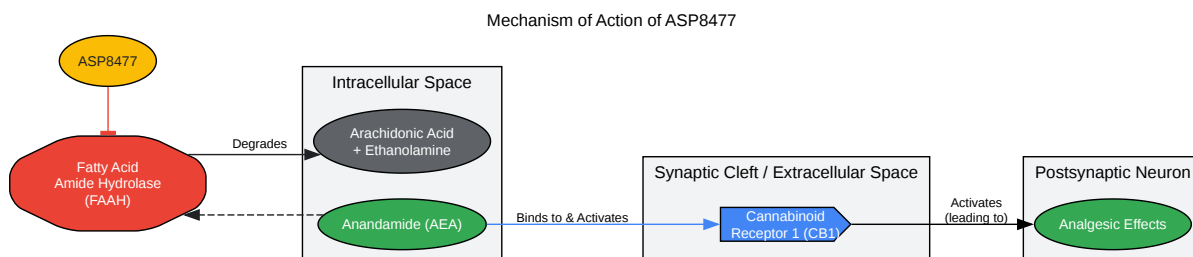 Mechanism of Action of ASP8477
ASP8477
Intracellular Space
Arachidonic Acid
+ Ethanolamine
Degrades
Fatty Acid
Amide Hydrolase
(FAAH)
Anandamide (AEA)
Binds to & Activates
Synaptic Cleft / Extracellular Space
Cannabinoid
Receptor 1 (CB1)
Activates
(leading to)
Postsynaptic Neuron
Analgesic Effects